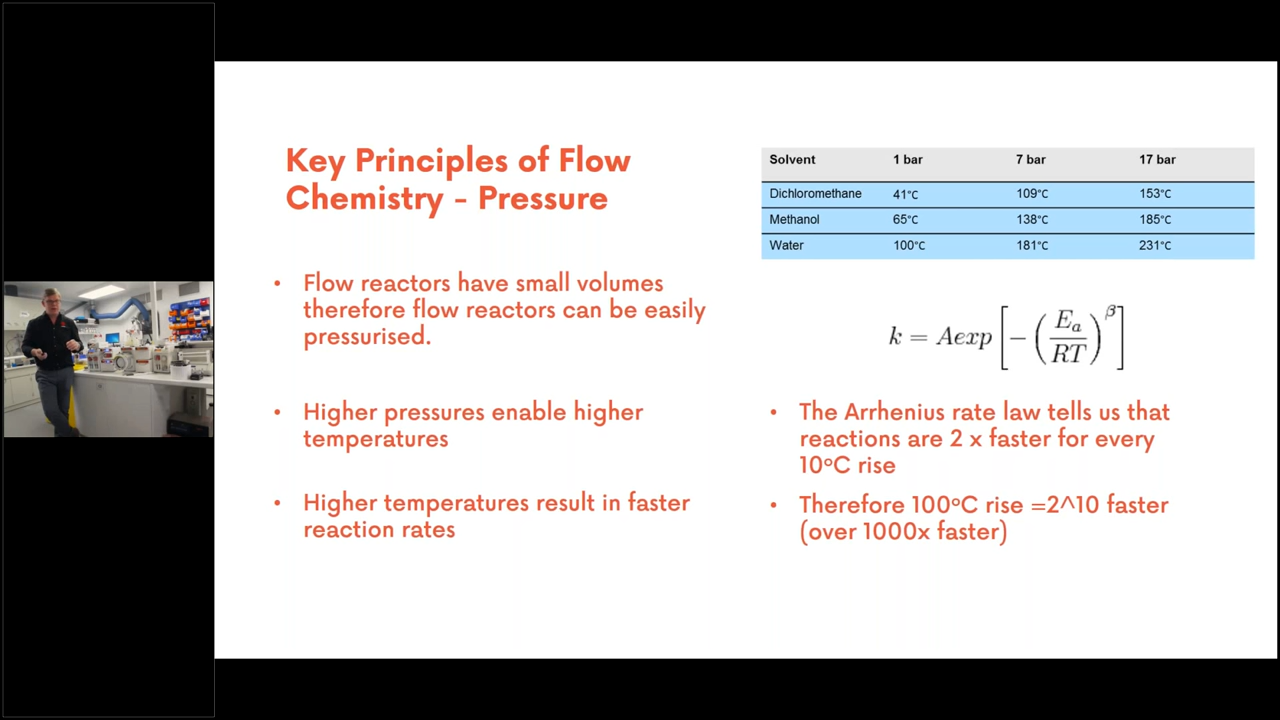 Key Principles of Flow
Chemistry - Pressure
• Flow reactors have small volumes
therefore flow reactors can be easily
pressurised.
• Higher pressures enable higher
temperatures
• Higher temperatures result in faster
reaction rates
Solvent 1 bar 7 bar 17 bar
Dichloromethane 41°C 109°C 153°C
Methanol 65°C 138°C 185°C
Water 100°C 181°C 231°C
k = Aexp[-(Ea/RT)^β]
• The Arrhenius rate law tells us that
reactions are 2 x faster for every
10°C rise
• Therefore 100°C rise =2^10 faster
(over 1000x faster)